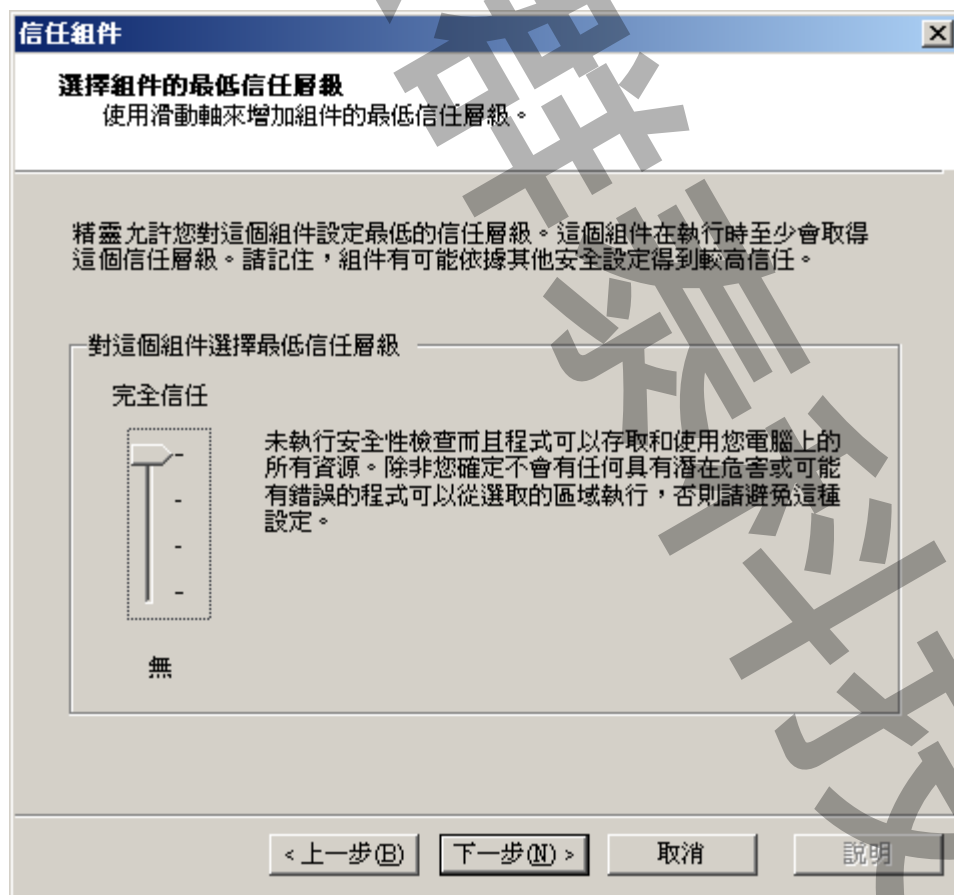 信任組件
選擇組件的最低信任層級
使用滑動軸來增加組件的最低信任層級。
精靈允許您對這個組件設定最低的信任層級。這個組件在執行時至少會取得
這個信任層級。請記住，組件有可能依據其他安全設定得到較高信任。
對這個組件選擇最低信任層級
完全信任
未執行安全性檢查而且程式可以存取和使用您電腦上的
所有資源。除非您確定不會有任何具有潛在危害或可能
有錯誤的程式可以從選取的區域執行，否則請避免這種
設定。
無
<上一步(B)
下一步(N)>
取消
說明